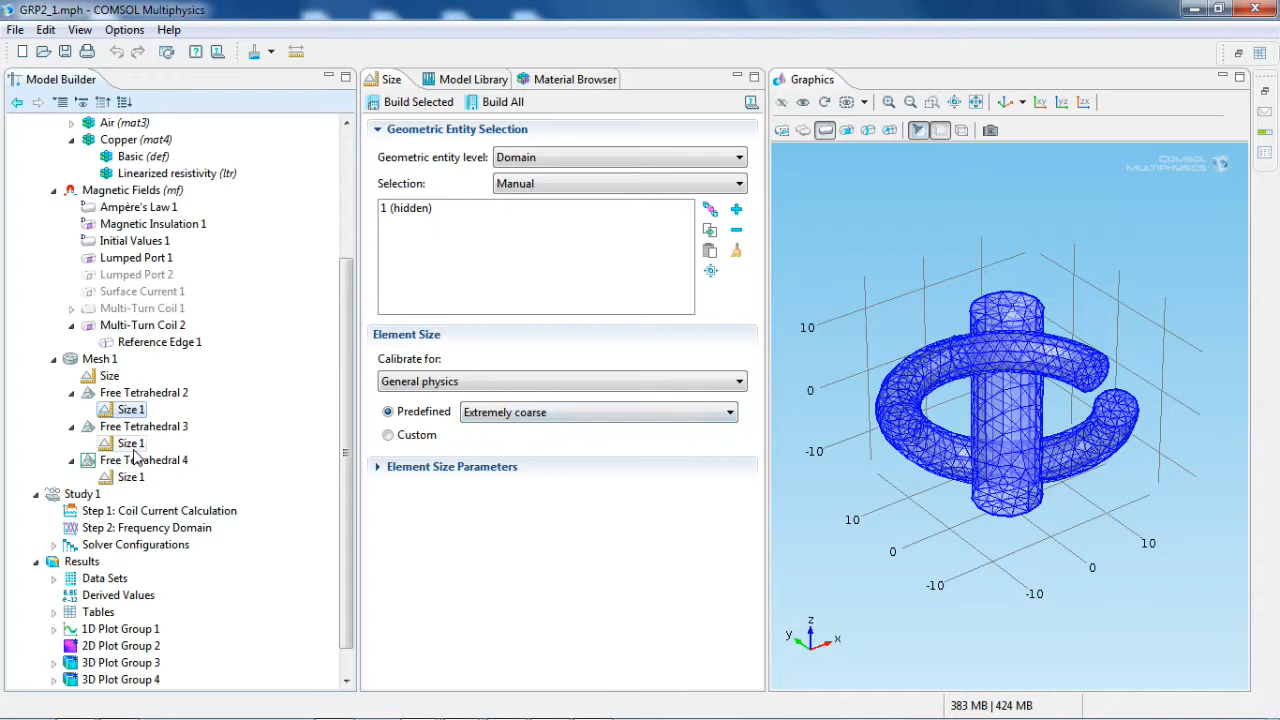 GRP2_1.mph - COMSOL Multiphysics
File Edit View Options Help
Model Builder
Air (mat3)
Copper (mat4)
Basic (def)
Linearized resistivity (ltr)
Magnetic Fields (mf)
Ampère's Law 1
Magnetic Insulation 1
Initial Values 1
Lumped Port 1
Lumped Port 2
Surface Current 1
Multi-Turn Coil 1
Multi-Turn Coil 2
Reference Edge 1
Mesh 1
Size
Free Tetrahedral 2
Size 1
Free Tetrahedral 3
Size 1
Free Tetrahedral 4
Size 1
Study 1
Step 1: Coil Current Calculation
Step 2: Frequency Domain
Solver Configurations
Results
Data Sets
8.85
e-12
Derived Values
Tables
1D Plot Group 1
2D Plot Group 2
3D Plot Group 3
3D Plot Group 4
Size Model Library Material Browser
Build Selected Build All
Geometric Entity Selection
Geometric entity level: Domain
Selection: Manual
1 (hidden)
Element Size
Calibrate for:
General physics
Predefined Extremely coarse
Custom
Element Size Parameters
Graphics
xy yz zx
COMSOL
MULTIPHYSICS
10
0
-10
10
0
-10
10
0
-10
z
y x
383 MB | 424 MB